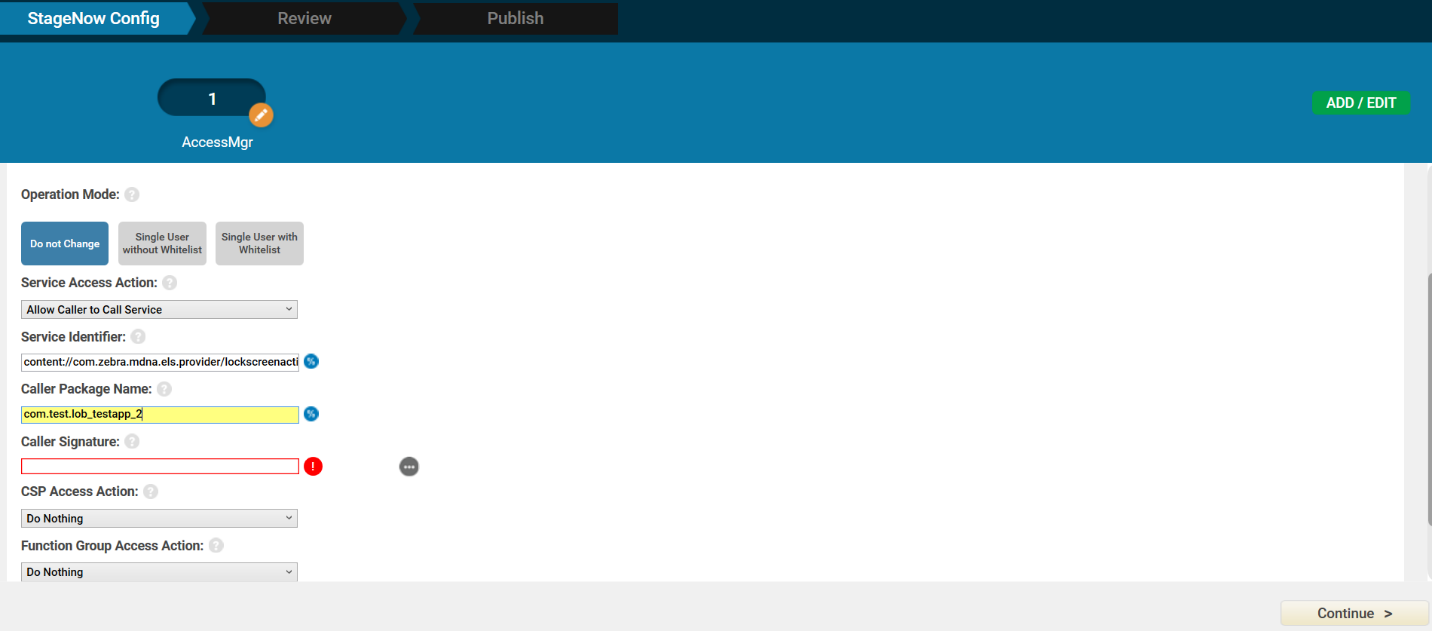 StageNow Config
Review
Publish
1
AccessMgr
ADD / EDIT
Operation Mode: ?
Do not Change
Single User
without Whitelist
Single User with
Whitelist
Service Access Action: ?
Allow Caller to Call Service
Service Identifier: ?
content://com.zebra.mdna.els.provider/lockscreenacti %
Caller Package Name: ?
com.test.lob_testapp_2 %
Caller Signature: ?
!
CSP Access Action: ?
Do Nothing
Function Group Access Action: ?
Do Nothing
Continue >